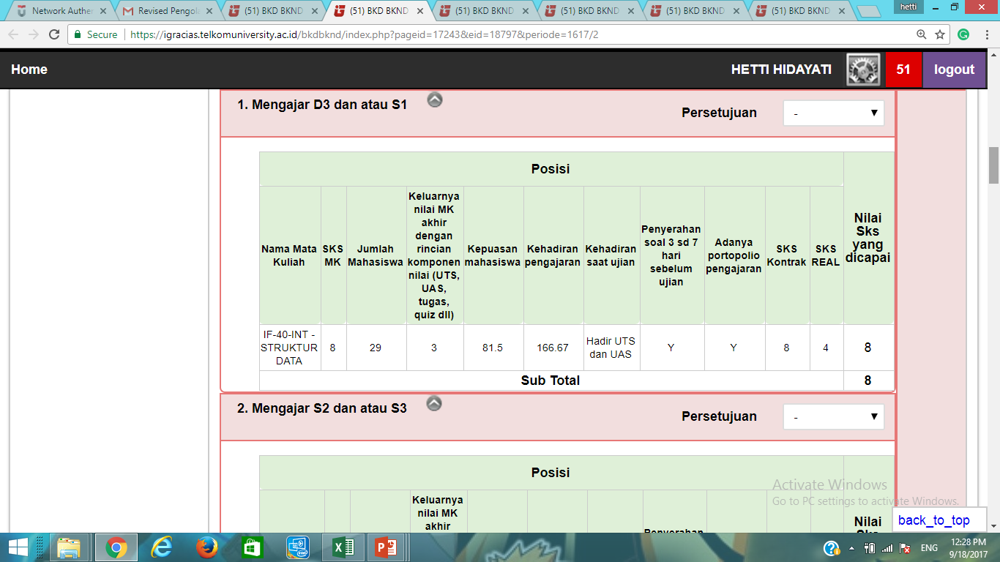 Network Authe
Revised Pengola
(51) BKD BKND
(51) BKD BKND
(51) BKD BKND
(51) BKD BKND
(51) BKD BKND
(51) BKD BKND
hetti
Secure
https://igracias.telkomuniversity.ac.id/bkdbknd/index.php?pageid=17243&eid=18797&periode=1617/2
Home
HETTI HIDAYATI
51
logout
1. Mengajar D3 dan atau S1
Persetujuan
-
Posisi
Nama Mata
Kuliah
SKS
MK
Jumlah
Mahasiswa
Keluarnya
nilai MK
akhir
dengan
rincian
komponen
nilai (UTS,
UAS,
tugas,
quiz dll)
Kepuasan
mahasiswa
Kehadiran
pengajaran
Kehadiran
saat ujian
Penyerahan
soal 3 sd 7
hari
sebelum
ujian
Adanya
portopolio
pengajaran
SKS
Kontrak
SKS
REAL
Nilai
Sks
yang
dicapai
IF-40-INT -
STRUKTUR
DATA
8
29
3
81.5
166.67
Hadir UTS
dan UAS
Y
Y
8
4
8
Sub Total
8
2. Mengajar S2 dan atau S3
Persetujuan
-
Posisi
Keluarnya
nilai MK
akhir
Penyerahan
Nilai
Sks
Activate Windows
Go to PC settings to activate Windows.
back_to_top
ENG
12:28 PM
9/18/2017